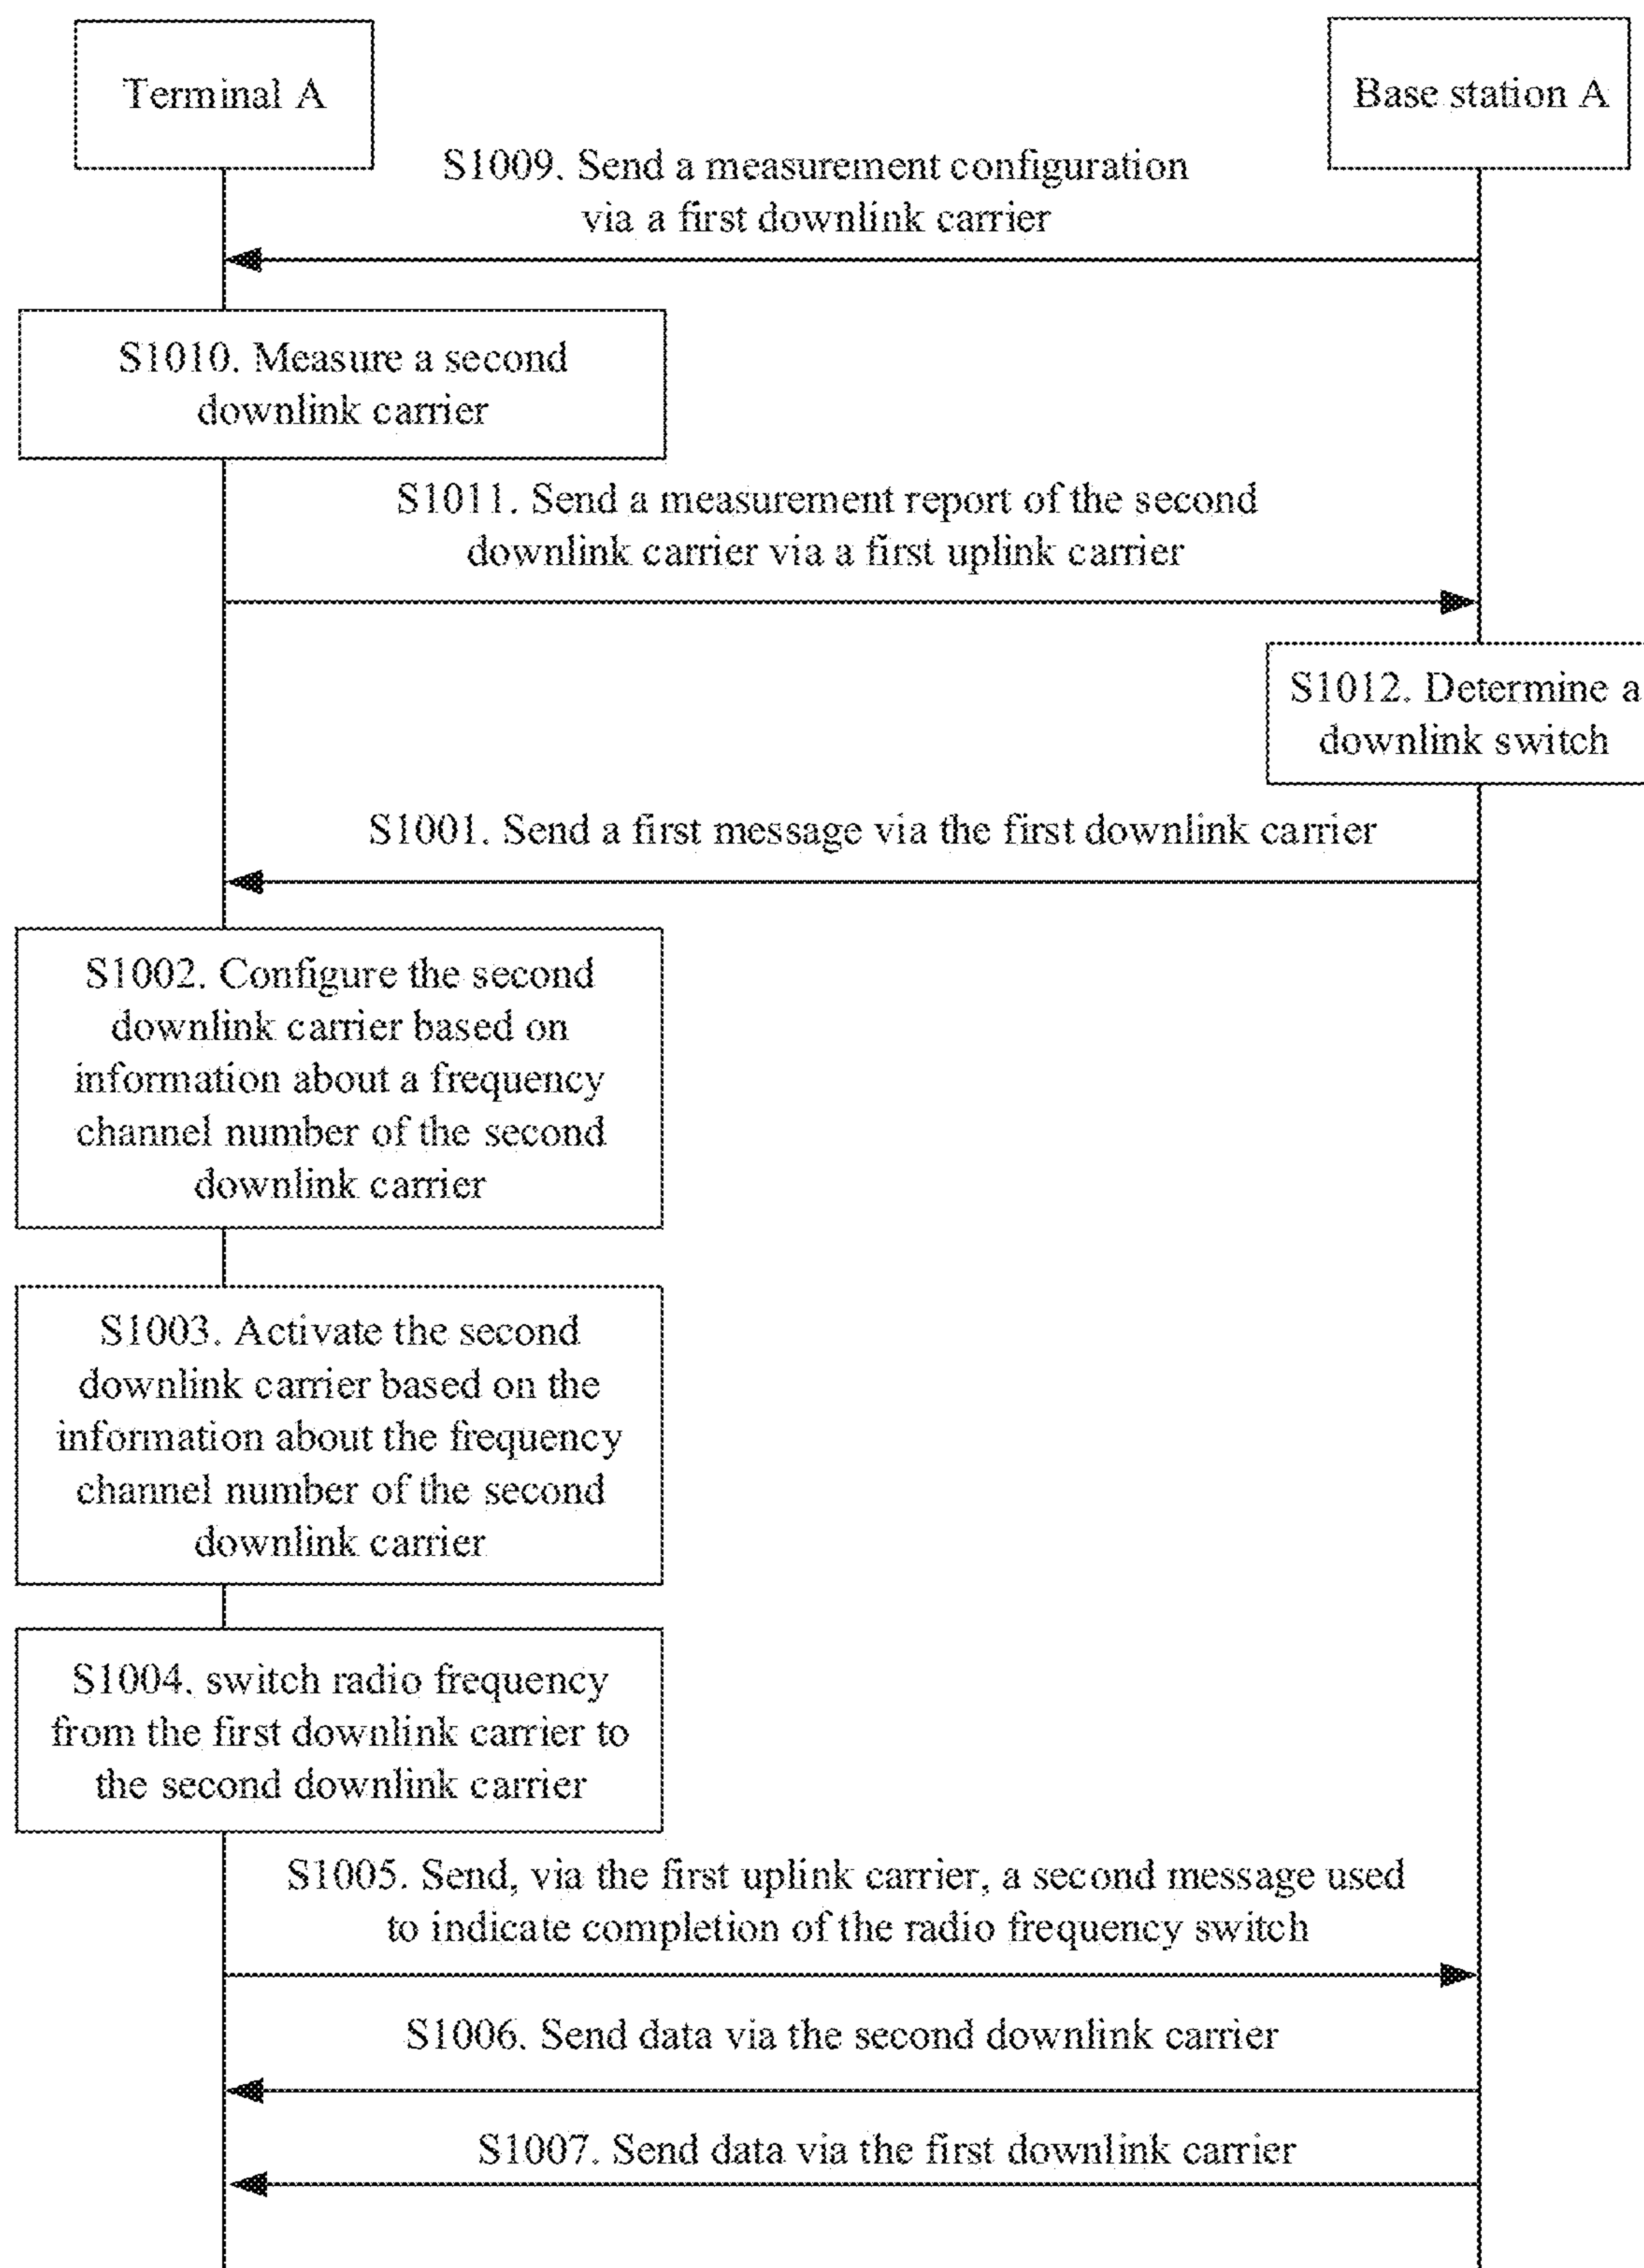 Terminal A
Base station A
S1009. Send a measurement configuration
via a first downlink carrier
S1010. Measure a second
downlink carrier
S1011. Send a measurement report of the second
downlink carrier via a first uplink carrier
S1012. Determine a
downlink switch
S1001. Send a first message via the first downlink carrier
S1002. Configure the second
downlink carrier based on
information about a frequency
channel number of the second
downlink carrier
S1003. Activate the second
downlink carrier based on the
information about the frequency
channel number of the second
downlink carrier
S1004. switch radio frequency
from the first downlink carrier to
the second downlink carrier
S1005. Send, via the first uplink carrier, a second message used
to indicate completion of the radio frequency switch
S1006. Send data via the second downlink carrier
S1007. Send data via the first downlink carrier